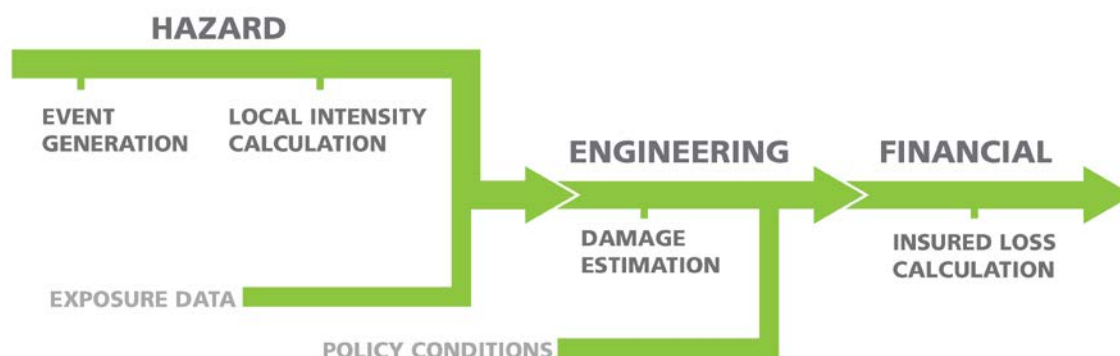 HAZARD
EVENT
GENERATION
LOCAL INTENSITY
CALCULATION
ENGINEERING
FINANCIAL
DAMAGE
ESTIMATION
INSURED LOSS
CALCULATION
EXPOSURE DATA
POLICY CONDITIONS